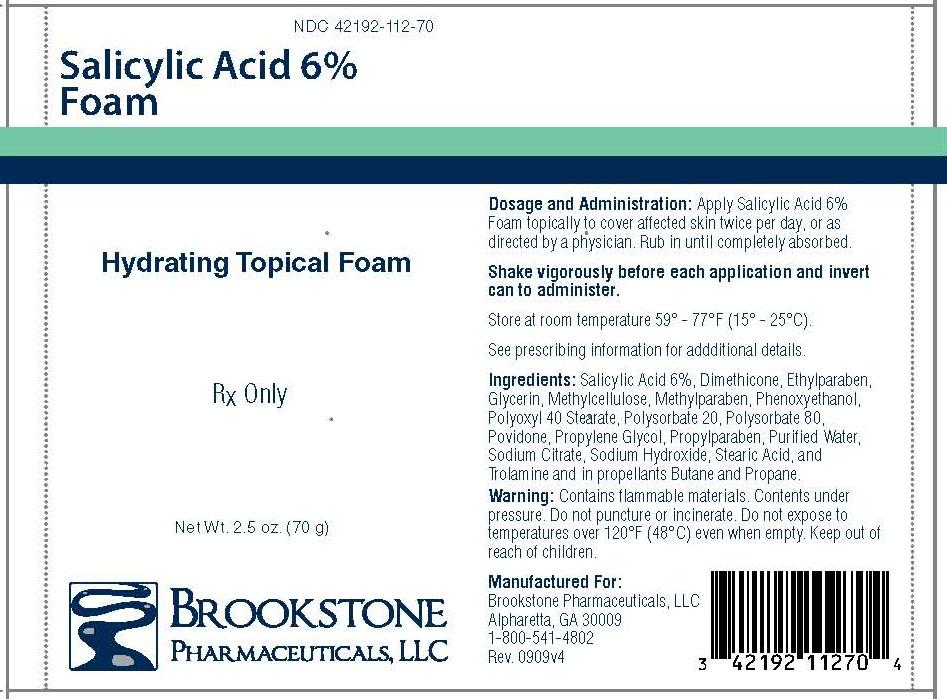 NDC 42192-112-70
Salicylic Acid 6%
Foam
Hydrating Topical Foam
Rx Only
Net Wt. 2.5 oz. (70 g)
BROOKSTONE
PHARMACEUTICALS, LLC
Dosage and Administration: Apply Salicylic Acid 6%
Foam topically to cover affected skin twice per day, or as
directed by a physician. Rub in until completely absorbed.
Shake vigorously before each application and invert
can to administer.
Store at room temperature 59° - 77°F (15° - 25°C).
See prescribing information for addditional details.
Ingredients: Salicylic Acid 6%, Dimethicone, Ethylparaben,
Glycerin, Methylcellulose, Methylparaben, Phenoxyethanol,
Polyoxyl 40 Stearate, Polysorbate 20, Polysorbate 80,
Povidone, Propylene Glycol, Propylparaben, Purified Water,
Sodium Citrate, Sodium Hydroxide, Stearic Acid, and
Trolamine and in propellants Butane and Propane.
Warning: Contains flammable materials. Contents under
pressure. Do not puncture or incinerate. Do not expose to
temperatures over 120°F (48°C) even when empty. Keep out of
reach of children.
Manufactured For:
Brookstone Pharmaceuticals, LLC
Alpharetta, GA 30009
1-800-541-4802
Rev. 0909v4
3 42192 11270 4